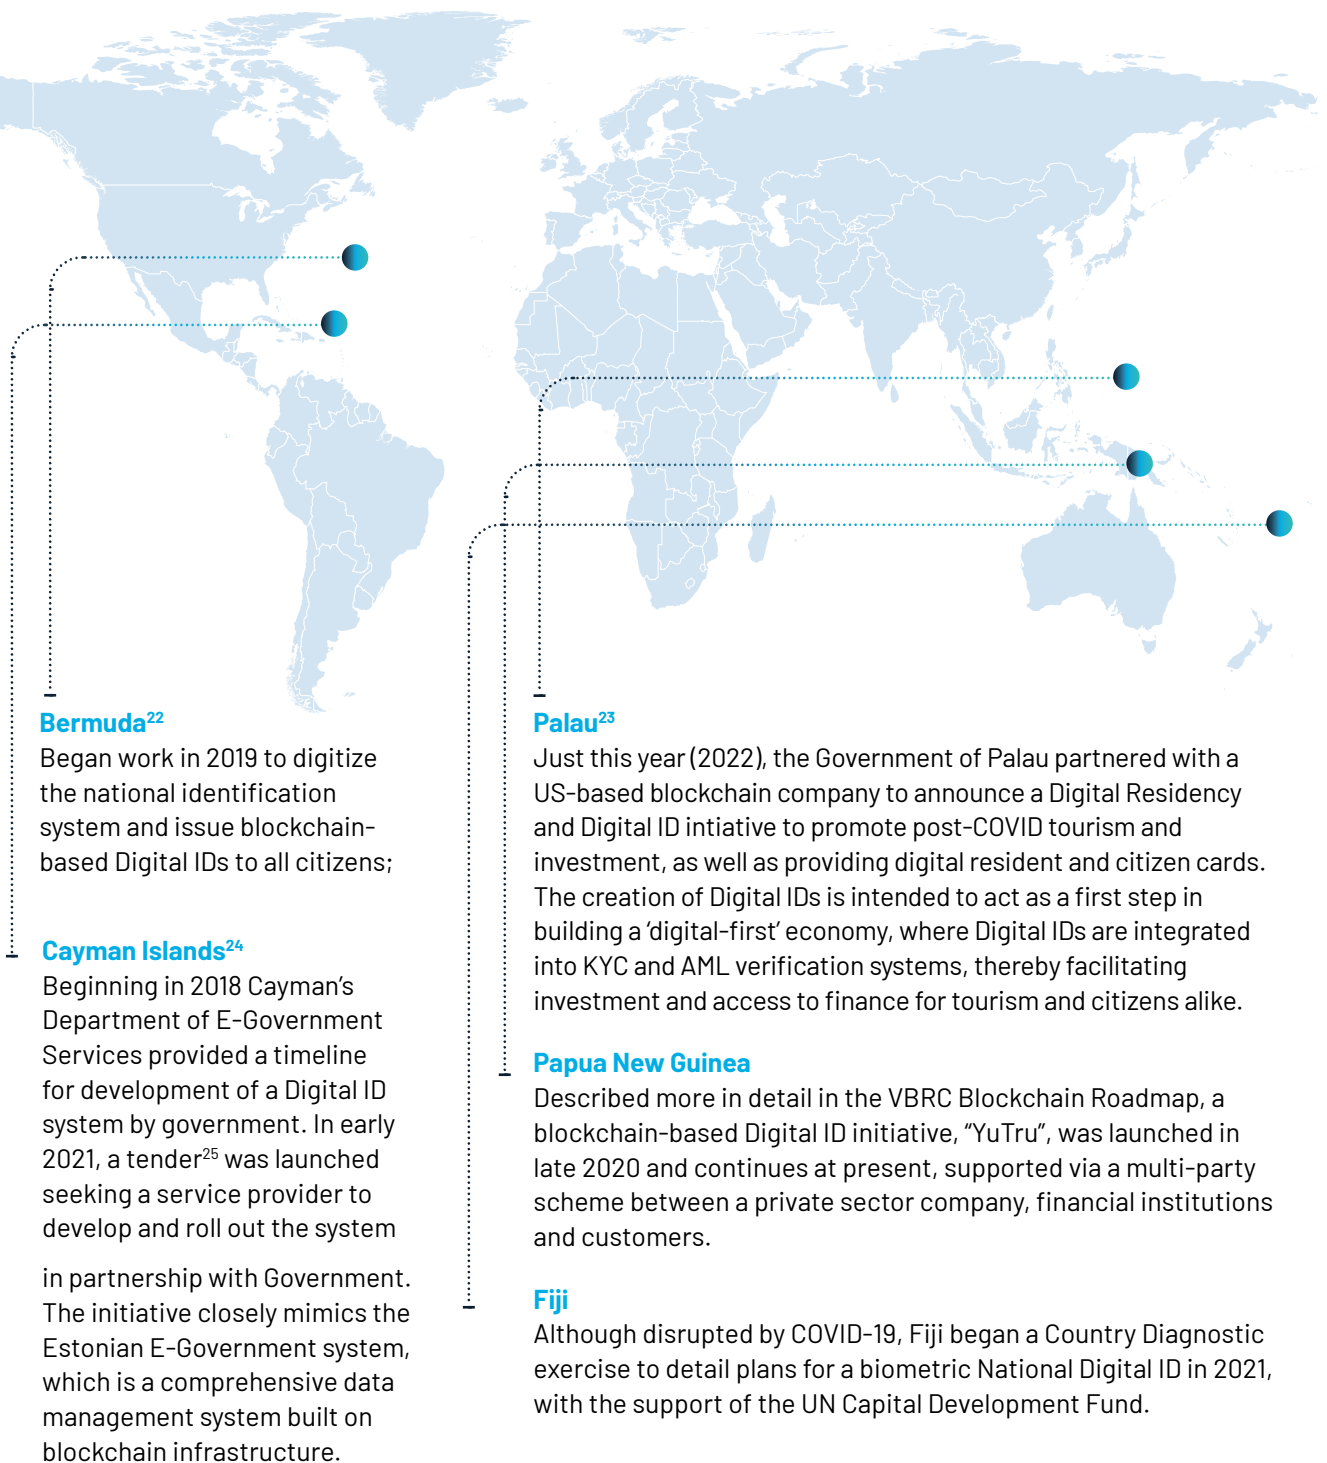 Bermuda22
Began work in 2019 to digitize
the national identification
system and issue blockchain-
based Digital IDs to all citizens;
Cayman Islands24
Beginning in 2018 Cayman's
Department of E-Government
Services provided a timeline
for development of a Digital ID
system by government. In early
2021, a tender25 was launched
seeking a service provider to
develop and roll out the system
in partnership with Government.
The initiative closely mimics the
Estonian E-Government system,
which is a comprehensive data
management system built on
blockchain infrastructure.
Palau23
Just this year (2022), the Government of Palau partnered with a
US-based blockchain company to announce a Digital Residency
and Digital ID intiative to promote post-COVID tourism and
investment, as well as providing digital resident and citizen cards.
The creation of Digital IDs is intended to act as a first step in
building a 'digital-first' economy, where Digital IDs are integrated
into KYC and AML verification systems, thereby facilitating
investment and access to finance for tourism and citizens alike.
Papua New Guinea
Described more in detail in the VBRC Blockchain Roadmap, a
blockchain-based Digital ID initiative, “YuTru”, was launched in
late 2020 and continues at present, supported via a multi-party
scheme between a private sector company, financial institutions
and customers.
Fiji
Although disrupted by COVID-19, Fiji began a Country Diagnostic
exercise to detail plans for a biometric National Digital ID in 2021,
with the support of the UN Capital Development Fund.